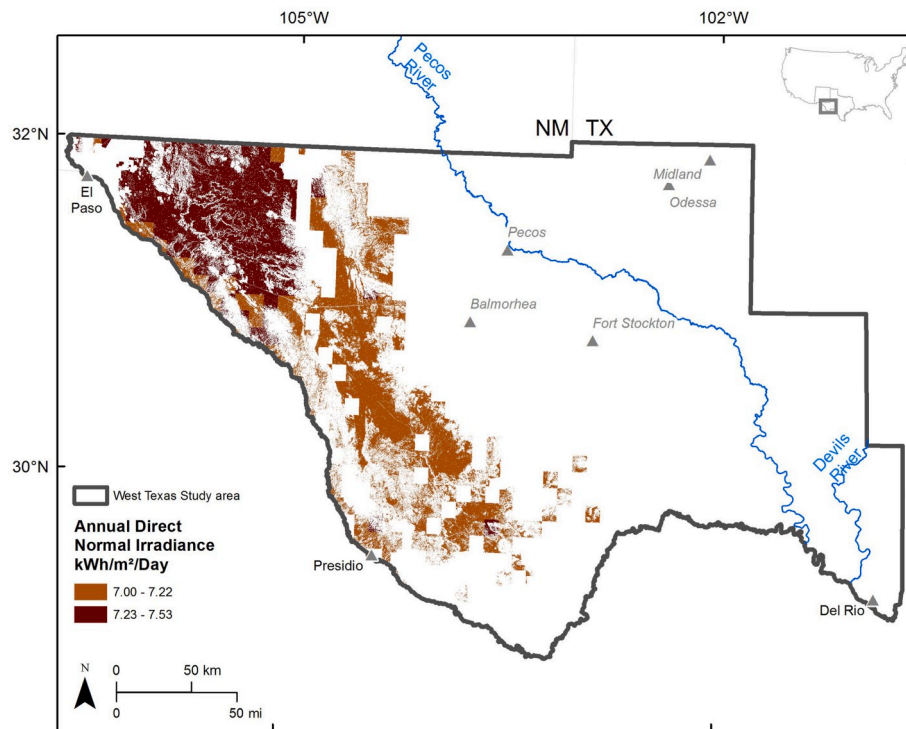 105°W
102°W
Pecos
River
NM
TX
32°N
Midland
Odessa
El
Paso
Pecos
Balmorhea
Fort Stockton
30°N
Devils
River
West Texas Study area
Annual Direct
Normal Irradiance
kWh/m²/Day
7.00 - 7.22
7.23 - 7.53
Presidio
Del Rio
N
0 50 km
0 50 mi